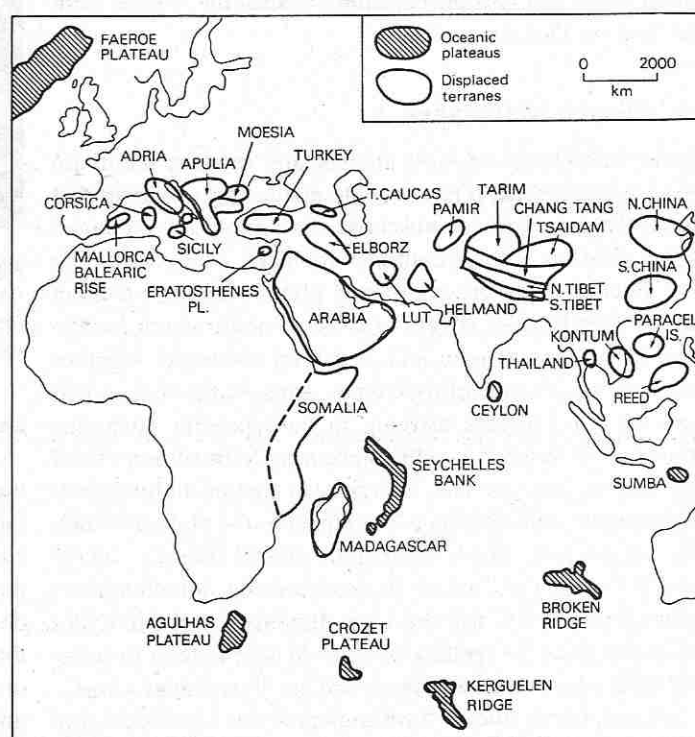 FAEROE
PLATEAU
Oceanic
plateaus
Displaced
terranes
0 2000
km
MOESIA
ADRIA
APULIA
TURKEY
CORSICA
T.CAUCAS
PAMIR
TARIM
CHANG TANG
TSAIDAM
N.CHINA
MALLORCA
BALEARIC
RISE
SICILY
ELBORZ
ERATOSTHENES
PL.
ARABIA
LUT
HELMAND
N.TIBET
S.TIBET
S.CHINA
PARACEL
IS.
KONTUM
THAILAND
REED
SOMALIA
CEYLON
SEYCHELLES
BANK
SUMBA
MADAGASCAR
AGULHAS
PLATEAU
CROZET
PLATEAU
BROKEN
RIDGE
KERGUELEN
RIDGE